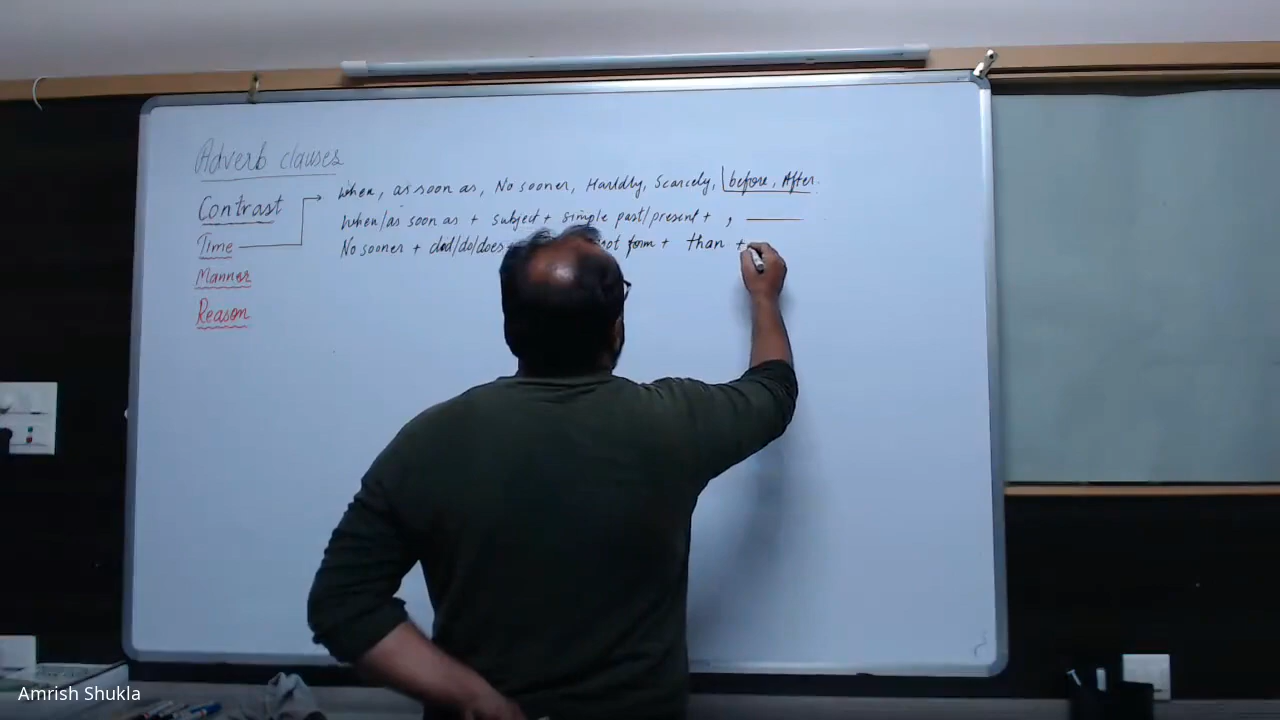 Adverb clauses
Contrast
Time
Manner
Reason
When, as soon as, No sooner, Hardly, Scarcely, before, After.
When/as soon as + subject + simple past/present + , ———
No sooner + did/do/does + form + than +
Amrish Shukla